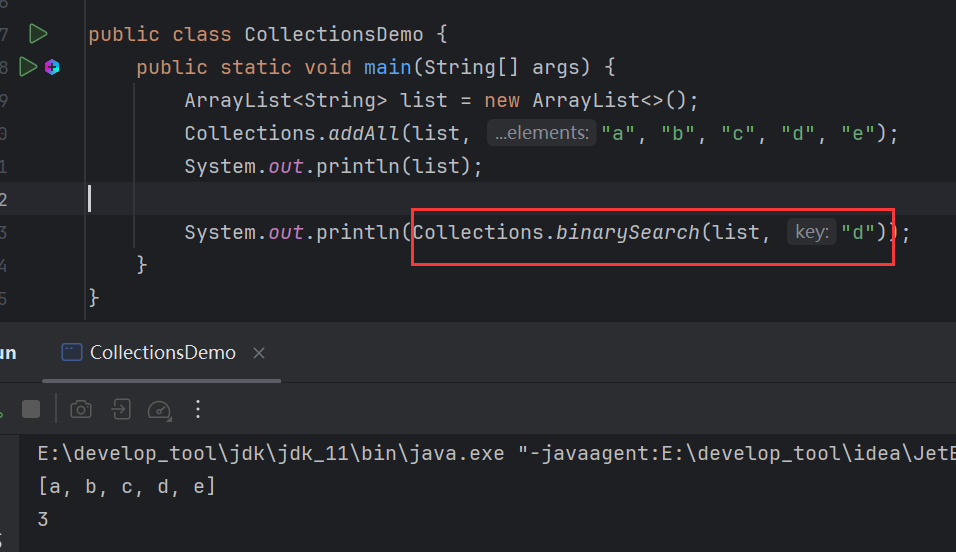 7 public class CollectionsDemo {
8 public static void main(String[] args) {
9 ArrayList<String> list = new ArrayList<>();
0 Collections.addAll(list, ...elements: "a", "b", "c", "d", "e");
1 System.out.println(list);
2
3 System.out.println(Collections.binarySearch(list, key: "d"));
4 }
5 }
un CollectionsDemo ×
E:\develop_tool\jdk\jdk_11\bin\java.exe "-javaagent:E:\develop_tool\idea\JetB
[a, b, c, d, e]
3